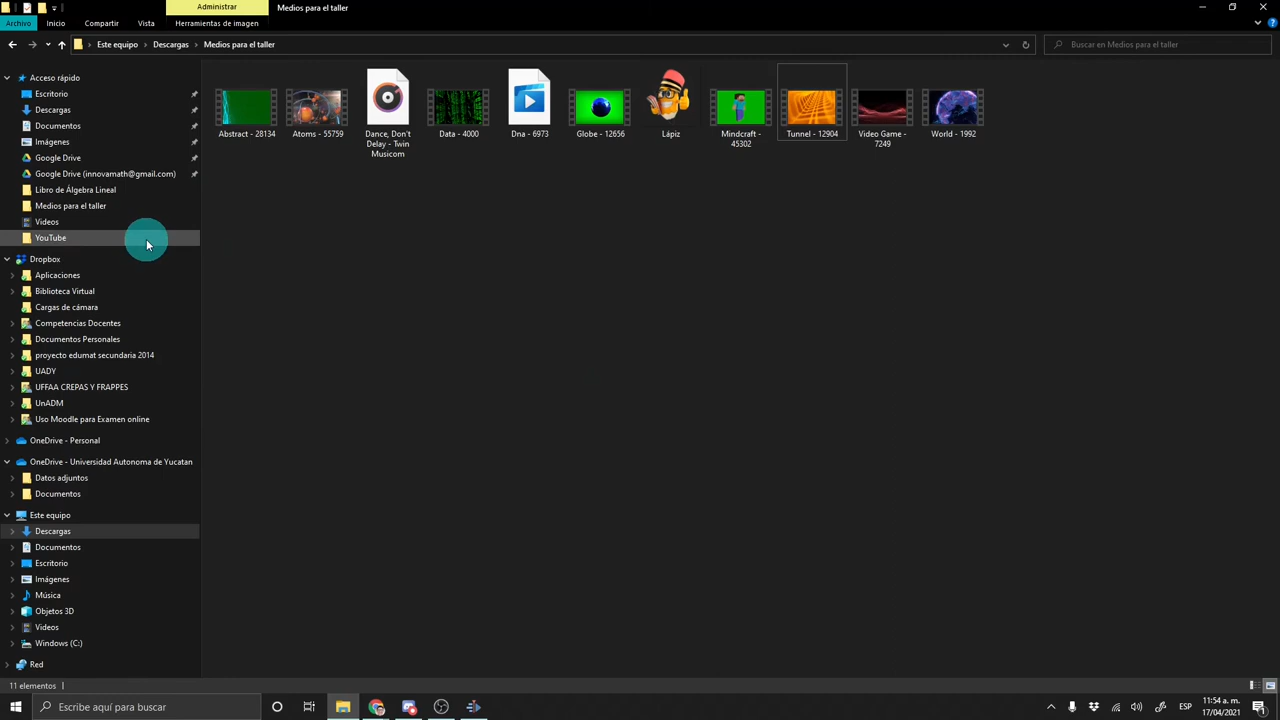 Administrar
Medios para el taller
Archivo
Inicio
Compartir
Vista
Herramientas de imagen
Este equipo
Descargas
Medios para el taller
Buscar en Medios para el taller
Acceso rápido
Escritorio
Descargas
Documentos
Imágenes
Google Drive
Google Drive (innovamath@gmail.com)
Libro de Álgebra Lineal
Medios para el taller
Videos
YouTube
Dropbox
Aplicaciones
Biblioteca Virtual
Cargas de cámara
Competencias Docentes
Documentos Personales
proyecto edumat secundaria 2014
UADY
UFFAA CREPAS Y FRAPPES
UnADM
Uso Moodle para Examen online
OneDrive - Personal
OneDrive - Universidad Autonoma de Yucatan
Datos adjuntos
Documentos
Este equipo
Descargas
Documentos
Escritorio
Imágenes
Música
Objetos 3D
Videos
Windows (C:)
Red
Abstract - 28134
Atoms - 55759
Dance, Don't
Delay - Twin
Musicom
Data - 4000
Dna - 6973
Globe - 12656
Lápiz
Mindcraft -
45302
Tunnel - 12904
Video Game -
7249
World - 1992
11 elementos
Escribe aquí para buscar
ESP
11:54 a. m.
17/04/2021